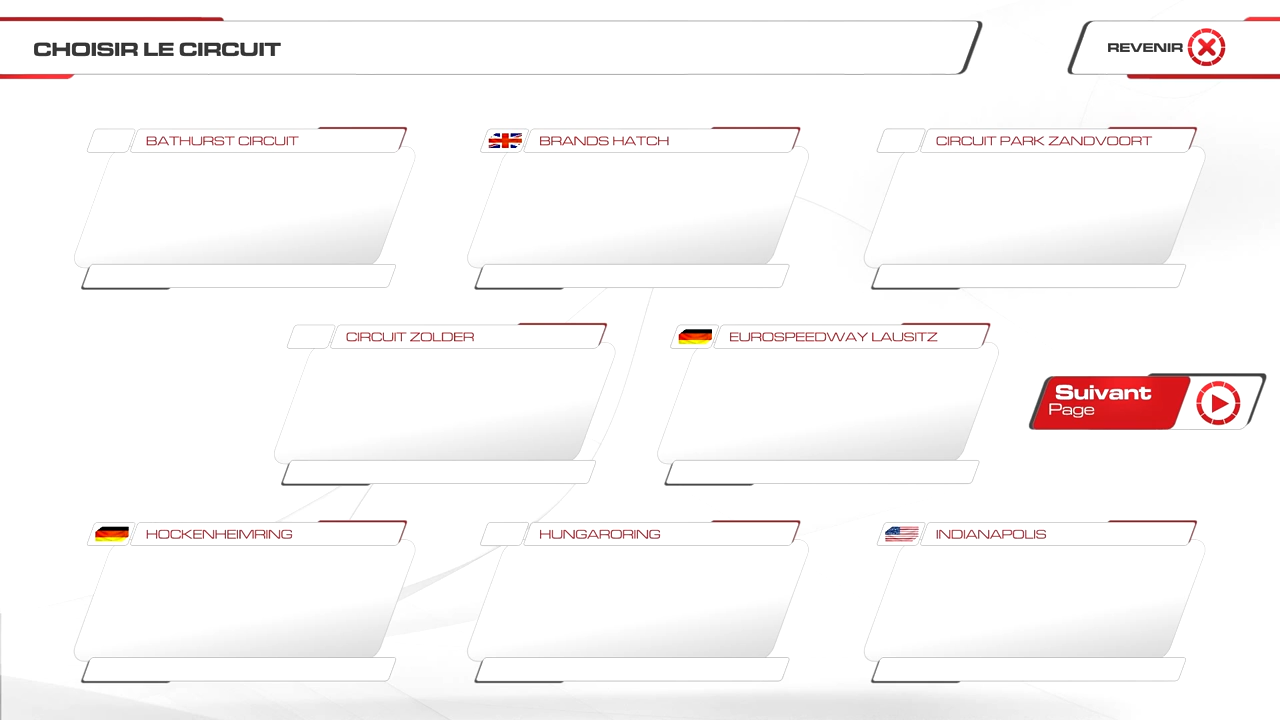 CHOISIR LE CIRCUIT
REVENIR
BATHURST CIRCUIT
BRANDS HATCH
CIRCUIT PARK ZANDVOORT
CIRCUIT ZOLDER
EUROSPEEDWAY LAUSITZ
Suivant
Page
HOCKENHEIMRING
HUNGARORING
INDIANAPOLIS